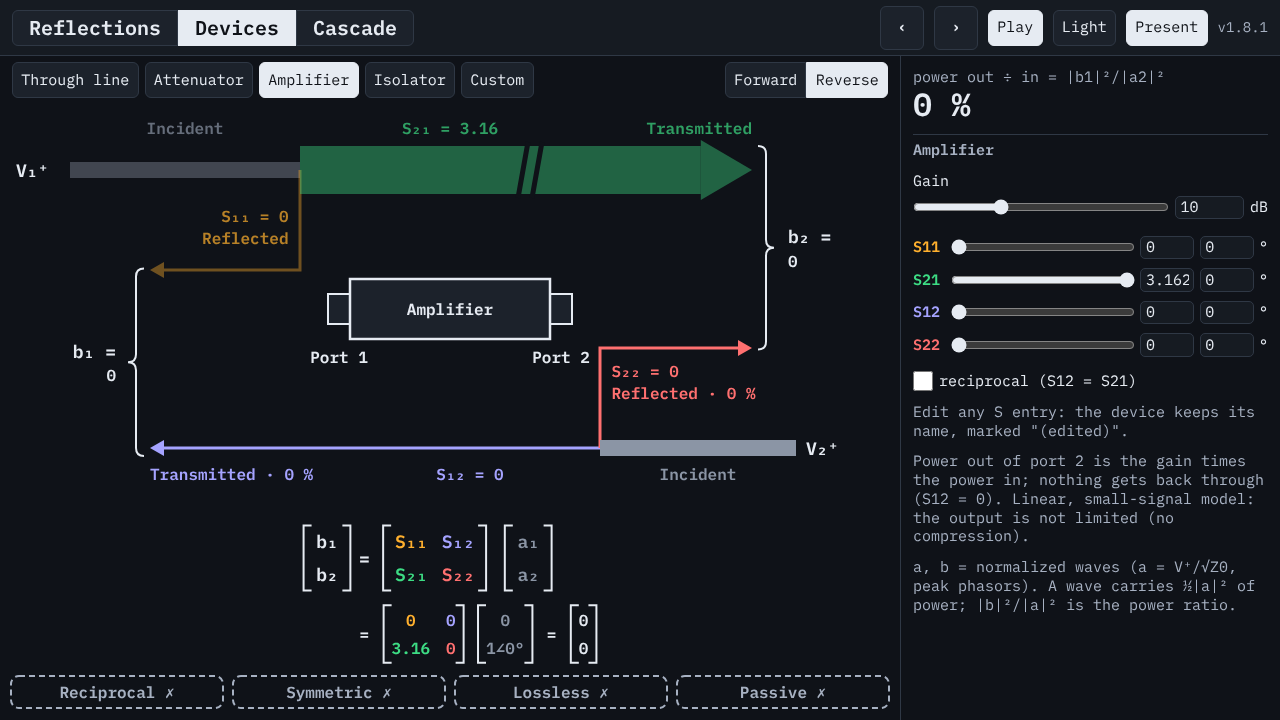 Reflections Devices Cascade ‹ › Play Light Present v1.8.1
Through line Attenuator Amplifier Isolator Custom Forward Reverse
Incident S₂₁ = 3.16 Transmitted
V₁⁺
S₁₁ = 0
Reflected
b₂ =
0
Amplifier
b₁ =
0
Port 1 Port 2
S₂₂ = 0
Reflected · 0 %
V₂⁺
Transmitted · 0 % S₁₂ = 0 Incident
b₁ = S₁₁ S₁₂ a₁
b₂ S₂₁ S₂₂ a₂
= 0 0 0 = 0
3.16 0 1∠0° 0
Reciprocal ✗ Symmetric ✗ Lossless ✗ Passive ✗
power out ÷ in = |b1|²/|a2|²
0 %
Amplifier
Gain
10 dB
S11 0 0 °
S21 3.162 0 °
S12 0 0 °
S22 0 0 °
reciprocal (S12 = S21)
Edit any S entry: the device keeps its
name, marked "(edited)".
Power out of port 2 is the gain times
the power in; nothing gets back through
(S12 = 0). Linear, small-signal model:
the output is not limited (no
compression).
a, b = normalized waves (a = V⁺/√Z0,
peak phasors). A wave carries ½|a|² of
power; |b|²/|a|² is the power ratio.